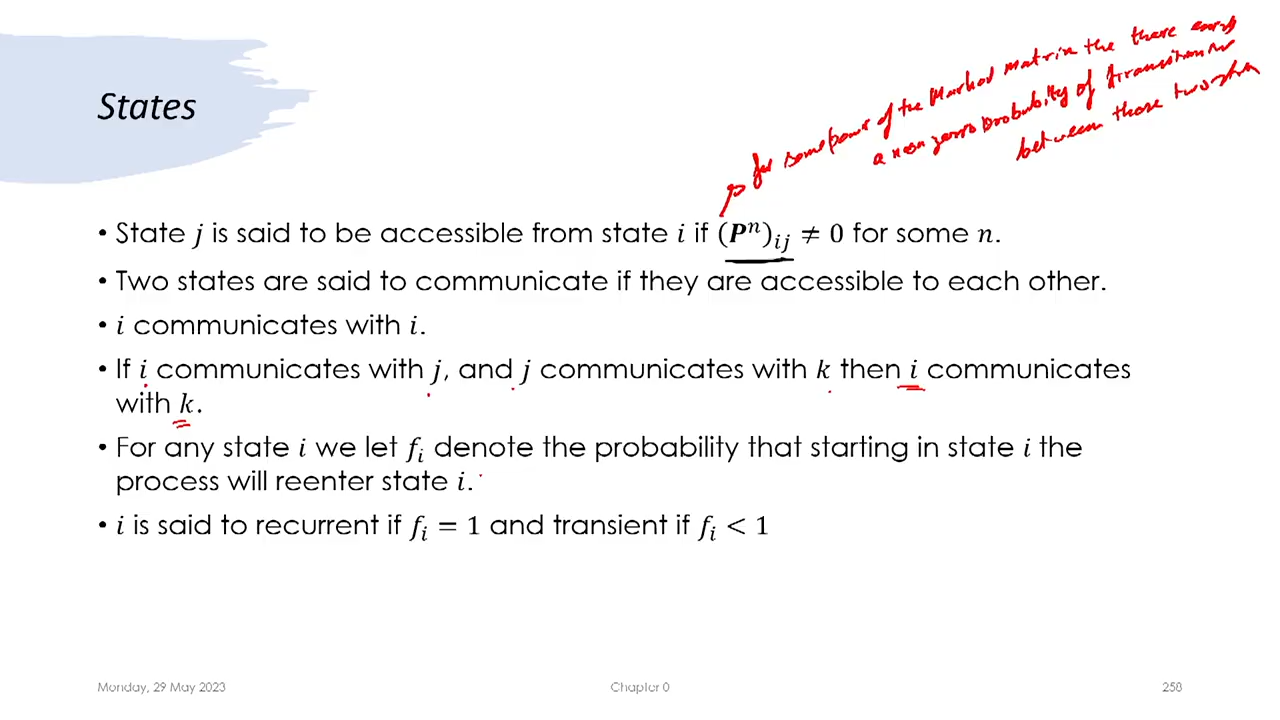 States
for some power of the Markov matrix the there
a non zero probability of
between those two
• State j is said to be accessible from state i if (Pⁿ)ᵢⱼ ≠ 0 for some n.
• Two states are said to communicate if they are accessible to each other.
• i communicates with i.
• If i communicates with j, and j communicates with k then i communicates
with k.
• For any state i we let fᵢ denote the probability that starting in state i the
process will reenter state i.
• i is said to recurrent if fᵢ = 1 and transient if fᵢ < 1
Monday, 29 May 2023
Chapter 0
258